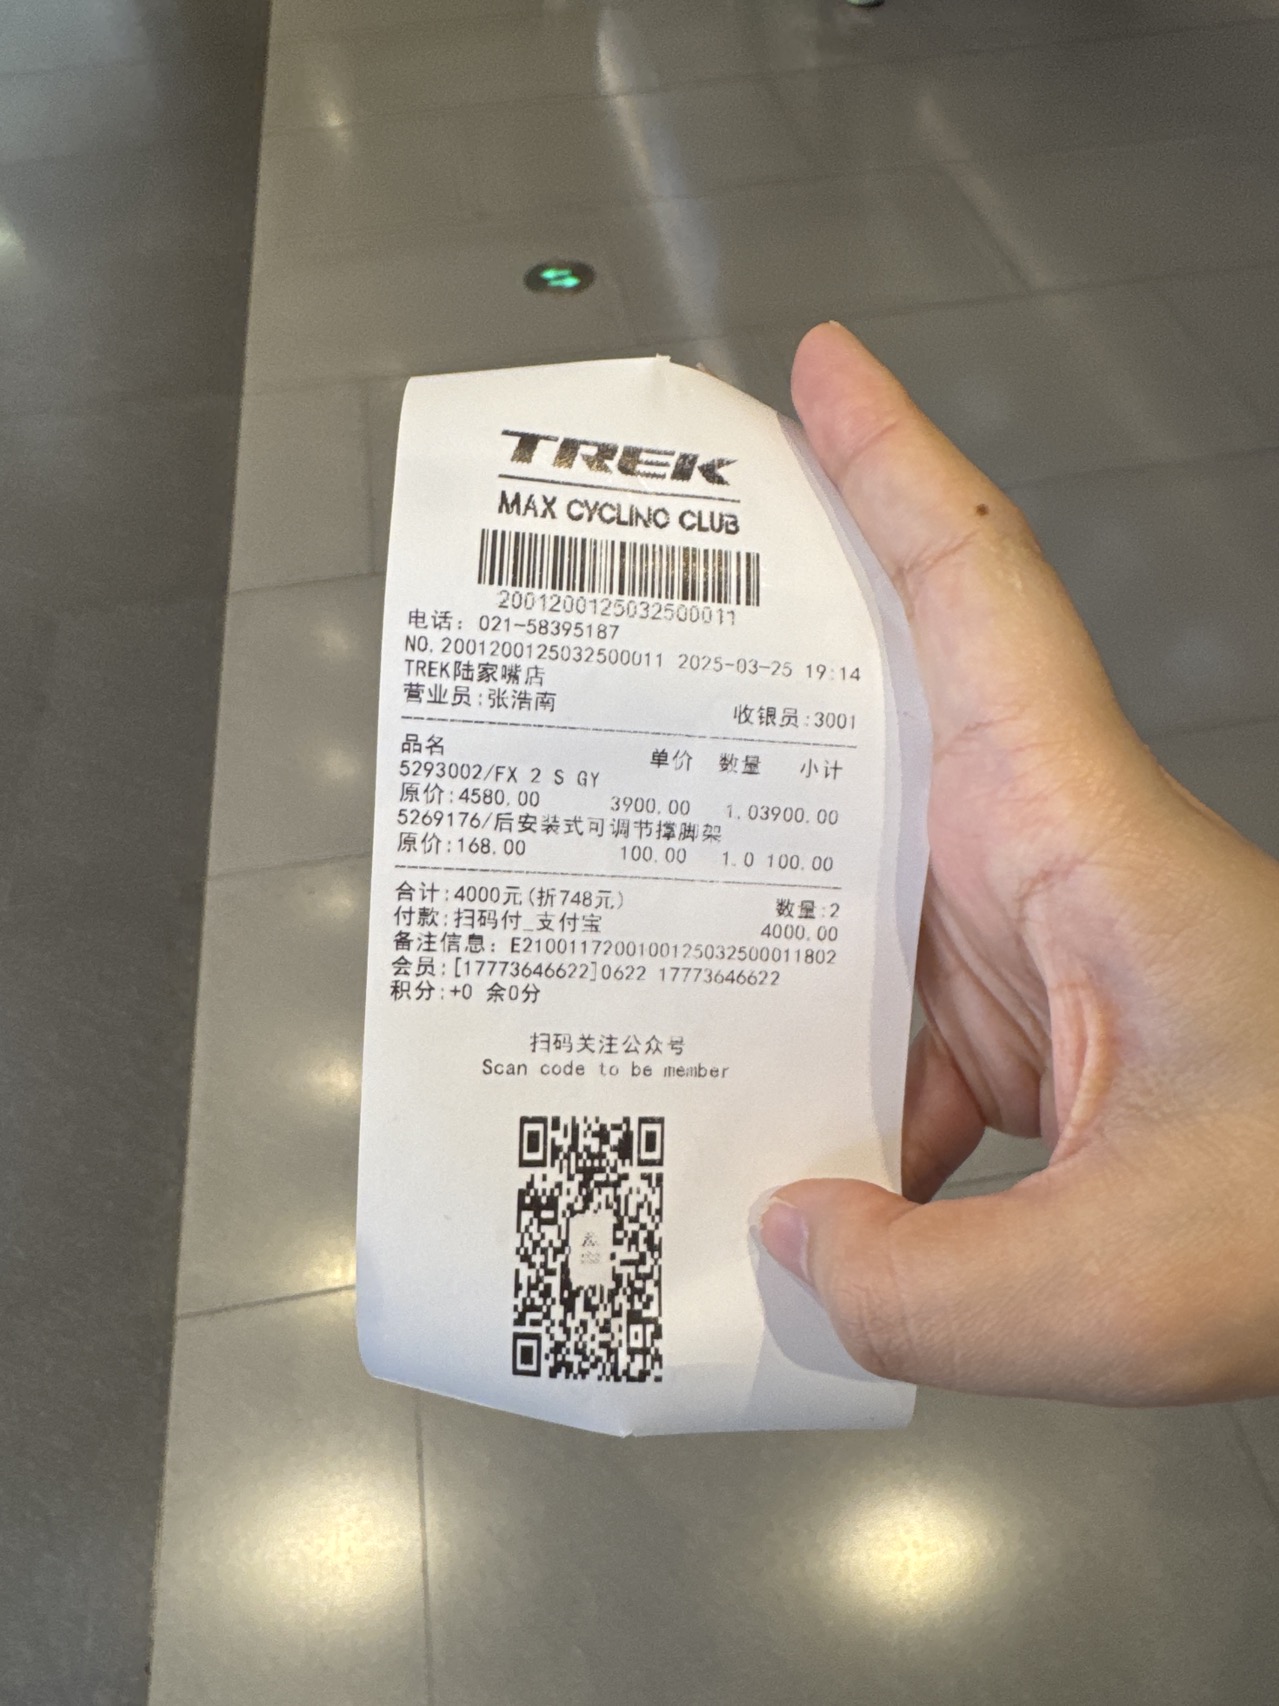 TREK
MAX CYCLING CLUB
2001200125032500011
电话: 021-58395187
NO.2001200125032500011 2025-03-25 19:14
TREK陆家嘴店
营业员:张浩南 收银员:3001
品名 单价 数量 小计
5293002/FX 2 S GY
原价:4580.00 3900.00 1.03900.00
5269176/后安装式可调节撑脚架
原价:168.00 100.00 1.0 100.00
合计:4000元(折748元) 数量:2
付款:扫码付_支付宝 4000.00
备注信息: E2100117200100125032500011802
会员:[17773646622]0622 17773646622
积分:+0 余0分
扫码关注公众号
Scan code to be member